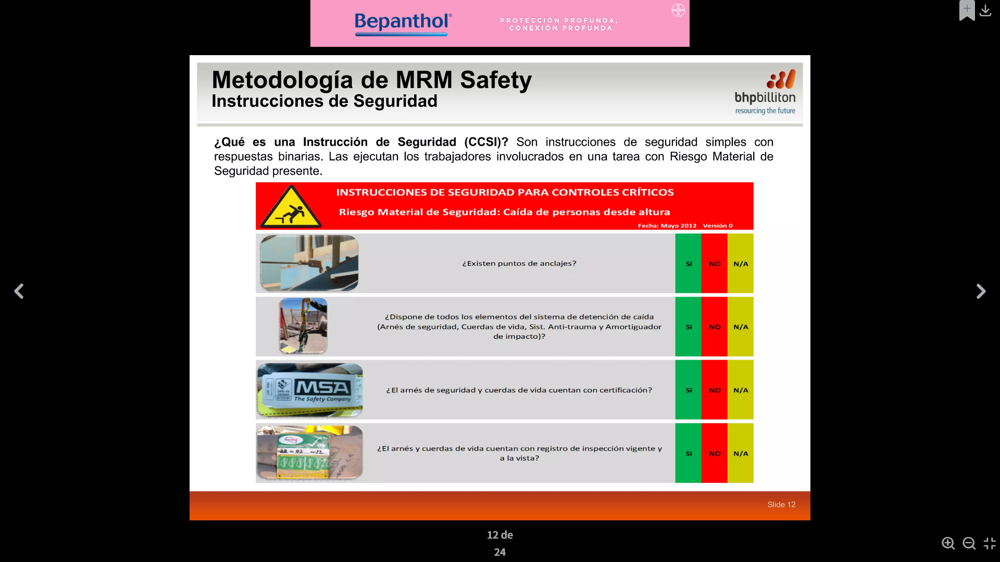 Bepanthol®
PROTECCIÓN PROFUNDA,
CONEXIÓN PROFUNDA
Metodología de MRM Safety
Instrucciones de Seguridad
bhpbilliton
resourcing the future
¿Qué es una Instrucción de Seguridad (CCSI)? Son instrucciones de seguridad simples con
respuestas binarias. Las ejecutan los trabajadores involucrados en una tarea con Riesgo Material de
Seguridad presente.
INSTRUCCIONES DE SEGURIDAD PARA CONTROLES CRÍTICOS
Riesgo Material de Seguridad: Caída de personas desde altura
Fecha: Mayo 2012 Versión 0
¿Existen puntos de anclajes?
SI NO N/A
¿Dispone de todos los elementos del sistema de detención de caída
(Arnés de seguridad, Cuerdas de vida, Sist. Anti-trauma y Amortiguador
de impacto)?
SI NO N/A
MSA
The Safety Company
¿El arnés de seguridad y cuerdas de vida cuentan con certificación?
SI NO N/A
OK
¿El arnés y cuerdas de vida cuentan con registro de inspección vigente y
a la vista?
SI NO N/A
Slide 12
12 de
24